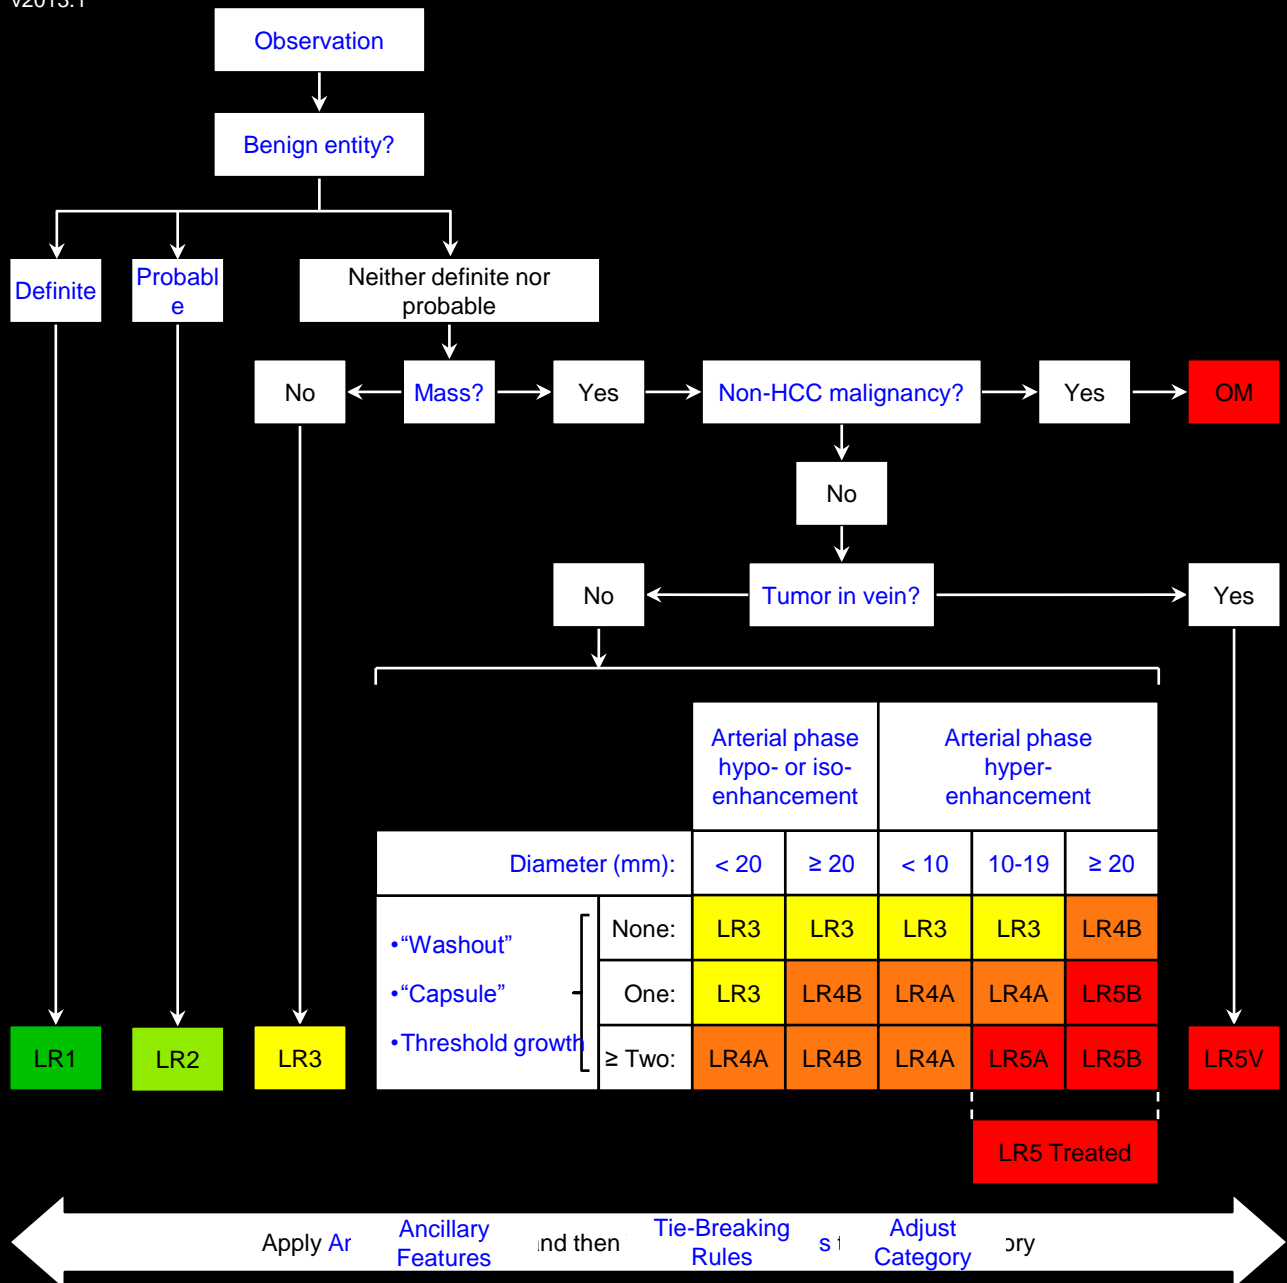 v2013.1
Observation
Benign entity?
Definite
Probabl
e
Neither definite nor
probable
No
Mass?
Yes
Non-HCC malignancy?
Yes
OM
No
No
Tumor in vein?
Yes
Arterial phase
hypo- or iso-
enhancement
Arterial phase
hyper-
enhancement
Diameter (mm): < 20 ≥ 20 < 10 10-19 ≥ 20
•“Washout”
•“Capsule”
•Threshold growth
None: LR3 LR3 LR3 LR3 LR4B
One: LR3 LR4B LR4A LR4A LR5B
≥ Two: LR4A LR4B LR4A LR5A LR5B
LR1
LR2
LR3
LR5V
LR5 Treated
Apply
Ancillary
Features
then
Tie-Breaking
Rules
Adjust
Category